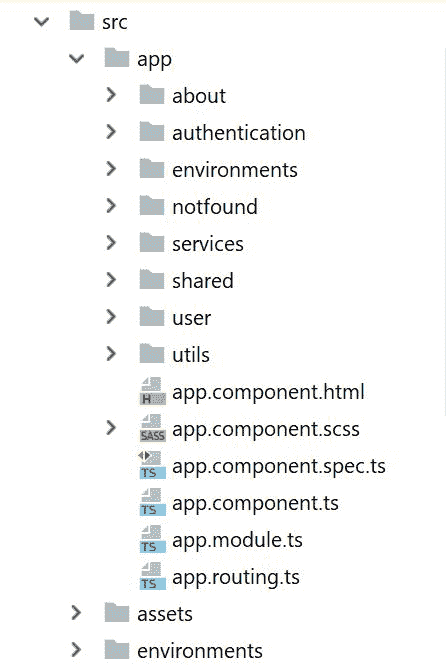 src
app
about
authentication
environments
notfound
services
shared
user
utils
H app.component.html
SASS app.component.scss
TS app.component.spec.ts
TS app.component.ts
TS app.module.ts
TS app.routing.ts
assets
environments